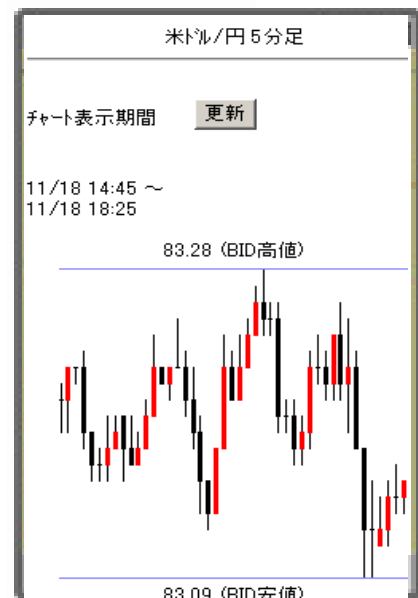 米ﾄﾞﾙ/円５分足
ﾁｬｰﾄ表示期間 更新
11/18 14:45 ～
11/18 18:25
83.28 (BID高値)
83.09 (BID安値)